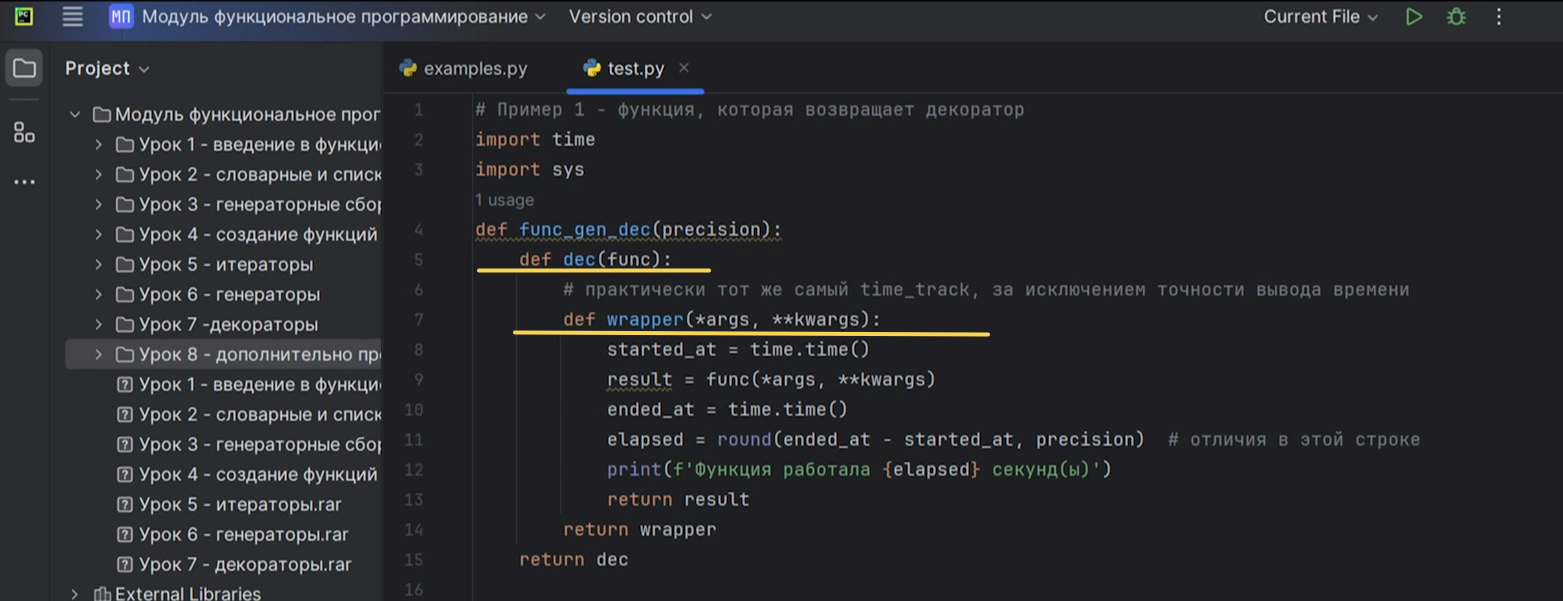 PC
МП Модуль функциональное программирование Version control Current File
Project
examples.py test.py
Модуль функциональное прог
Урок 1 - введение в функци
Урок 2 - словарные и списк
Урок 3 - генераторные сбор
Урок 4 - создание функций
Урок 5 - итераторы
Урок 6 - генераторы
Урок 7 -декораторы
Урок 8 - дополнительно пр
Урок 1 - введение в функци
Урок 2 - словарные и списк
Урок 3 - генераторные сбор
Урок 4 - создание функций
Урок 5 - итераторы.rar
Урок 6 - генераторы.rar
Урок 7 - декораторы.rar
External Libraries
1 # Пример 1 - функция, которая возвращает декоратор
2 import time
3 import sys
1 usage
4 def func_gen_dec(precision):
5 def dec(func):
6 # практически тот же самый time_track, за исключением точности вывода времени
7 def wrapper(*args, **kwargs):
8 started_at = time.time()
9 result = func(*args, **kwargs)
10 ended_at = time.time()
11 elapsed = round(ended_at - started_at, precision) # отличия в этой строке
12 print(f'Функция работала {elapsed} секунд(ы)')
13 return result
14 return wrapper
15 return dec
16